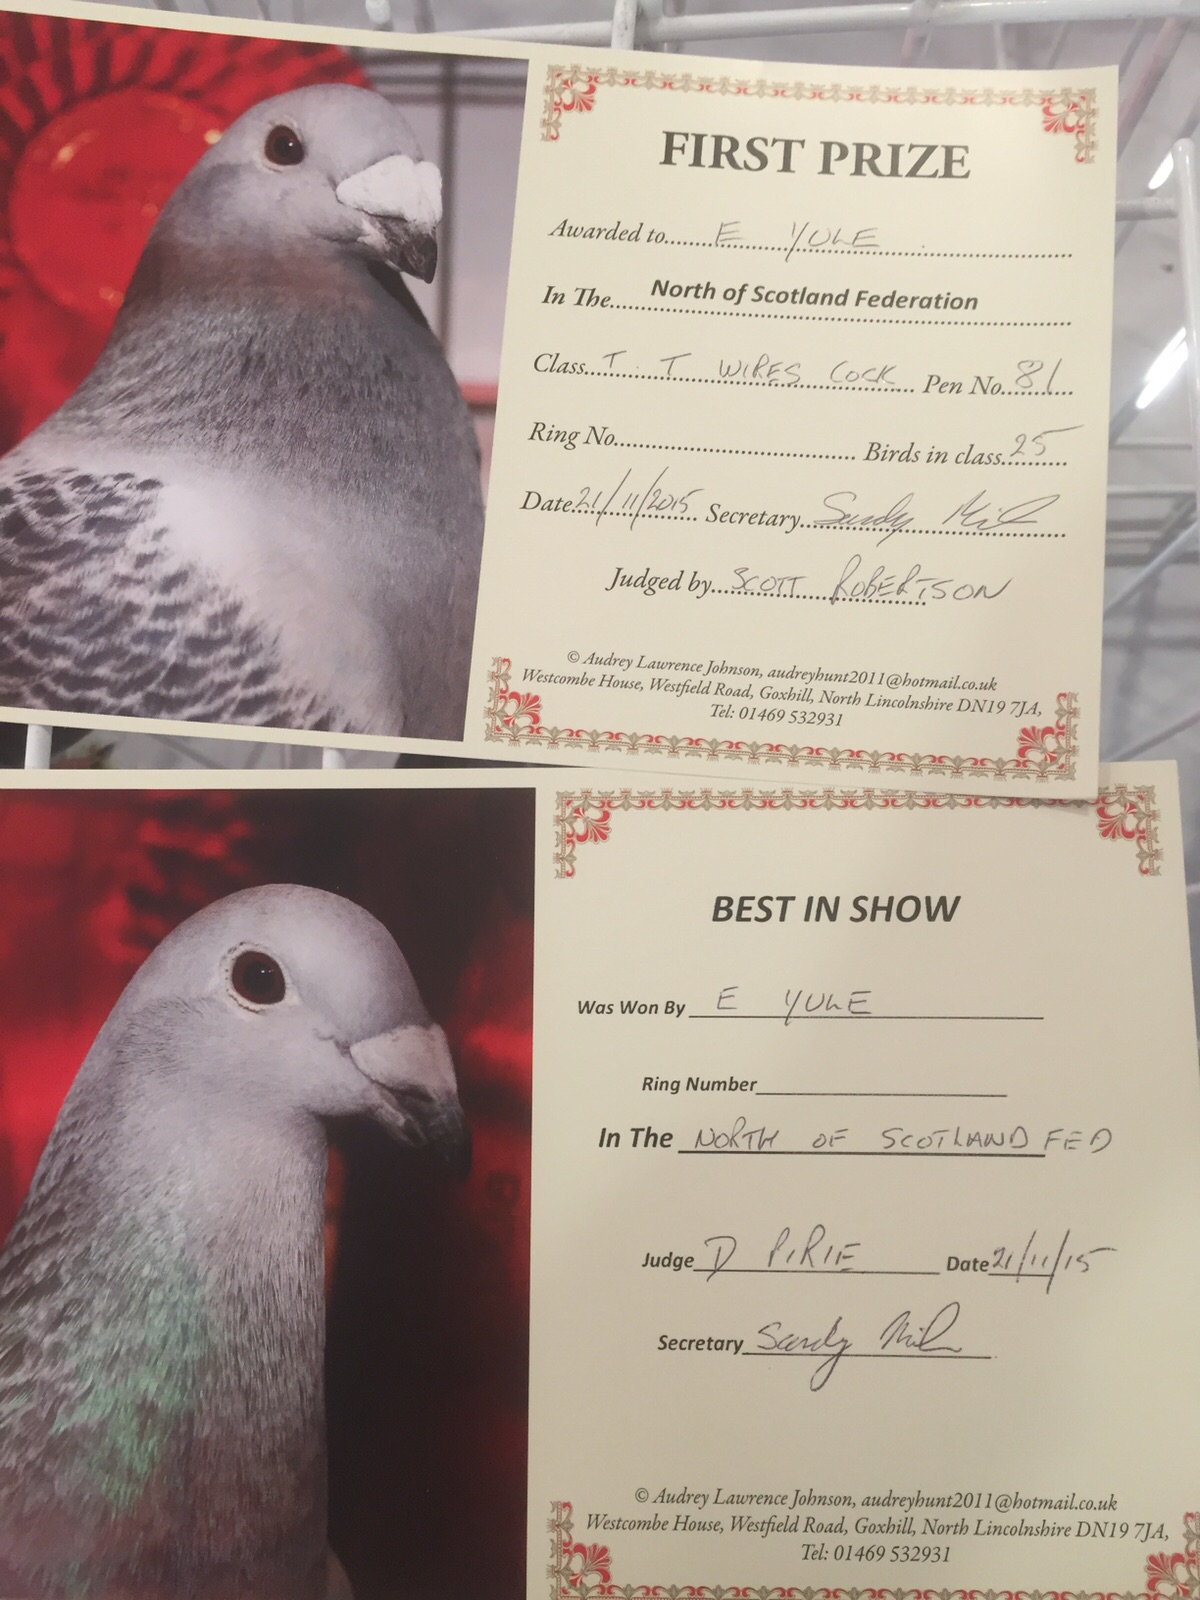 FIRST PRIZE
Awarded to E YULE
In The North of Scotland Federation
Class T. T WIRES COCK Pen No. 81
Ring No. Birds in class 25
Date 21/11/2015 Secretary Sandy
Judged by SCOTT ROBERTSON
© Audrey Lawrence Johnson, audreyhunt2011@hotmail.co.uk
Westcombe House, Westfield Road, Goxhill, North Lincolnshire DN19 7JA,
Tel: 01469 532931
BEST IN SHOW
Was Won By E YULE
Ring Number
In The NORTH OF SCOTLAND FED
Judge D PIRIE Date 21/11/15
Secretary Sandy
© Audrey Lawrence Johnson, audreyhunt2011@hotmail.co.uk
Westcombe House, Westfield Road, Goxhill, North Lincolnshire DN19 7JA,
Tel: 01469 532931